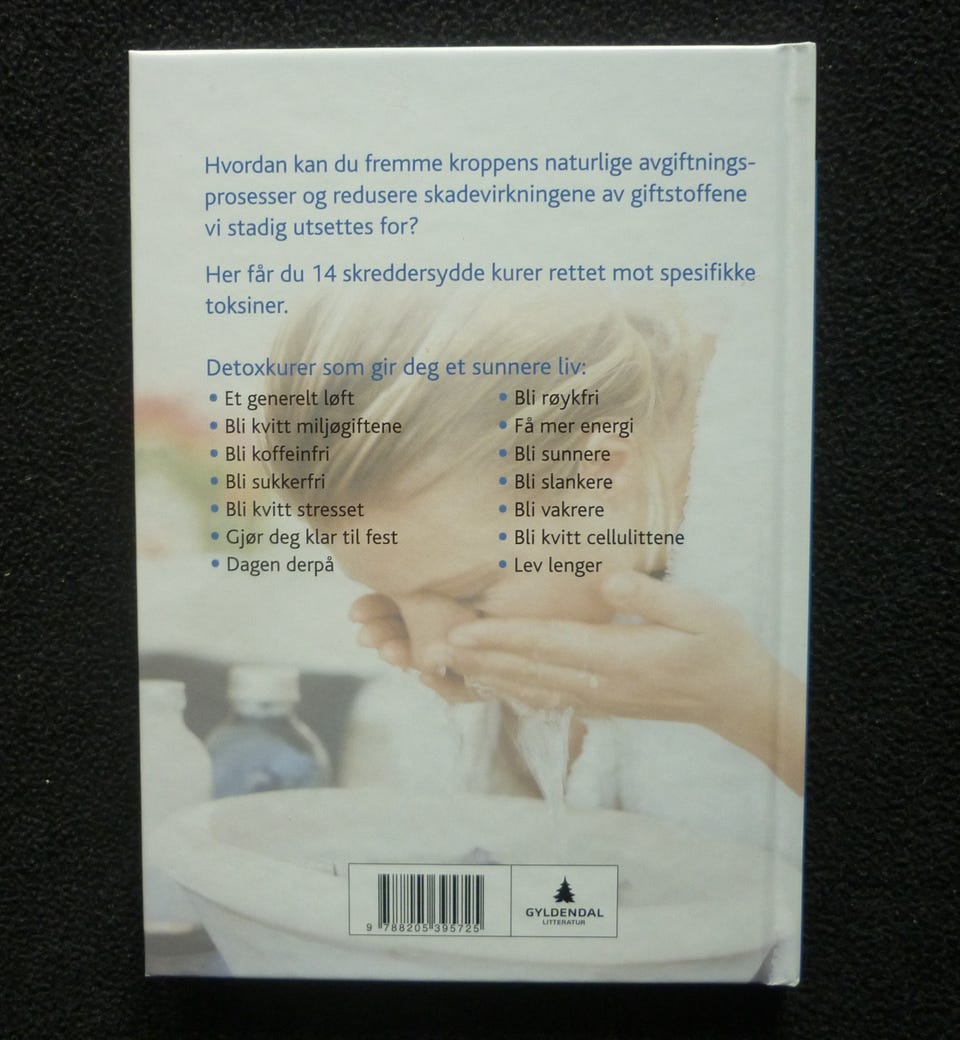 Hvordan kan du fremme kroppens naturlige avgiftnings-
prosesser og redusere skadevirkningene av giftstoffene
vi stadig utsettes for?
Her får du 14 skreddersydde kurer rettet mot spesifikke
toksiner.
Detoxkurer som gir deg et sunnere liv:
• Et generelt løft
• Bli kvitt miljøgiftene
• Bli koffeinfri
• Bli sukkerfri
• Bli kvitt stresset
• Gjør deg klar til fest
• Dagen derpå
• Bli røykfri
• Få mer energi
• Bli sunnere
• Bli slankere
• Bli vakrere
• Bli kvitt cellulittene
• Lev lenger
9 788205 395725
GYLDENDAL
LITTERATUR